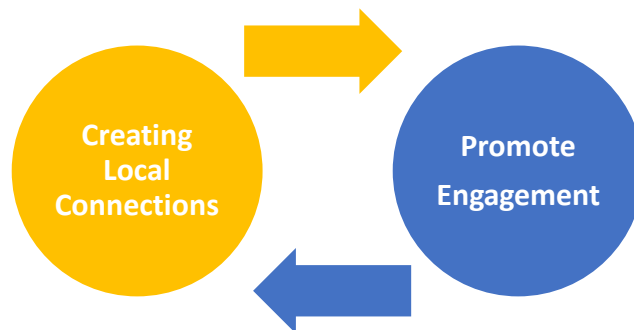 Creating
Local
Connections
Promote
Engagement